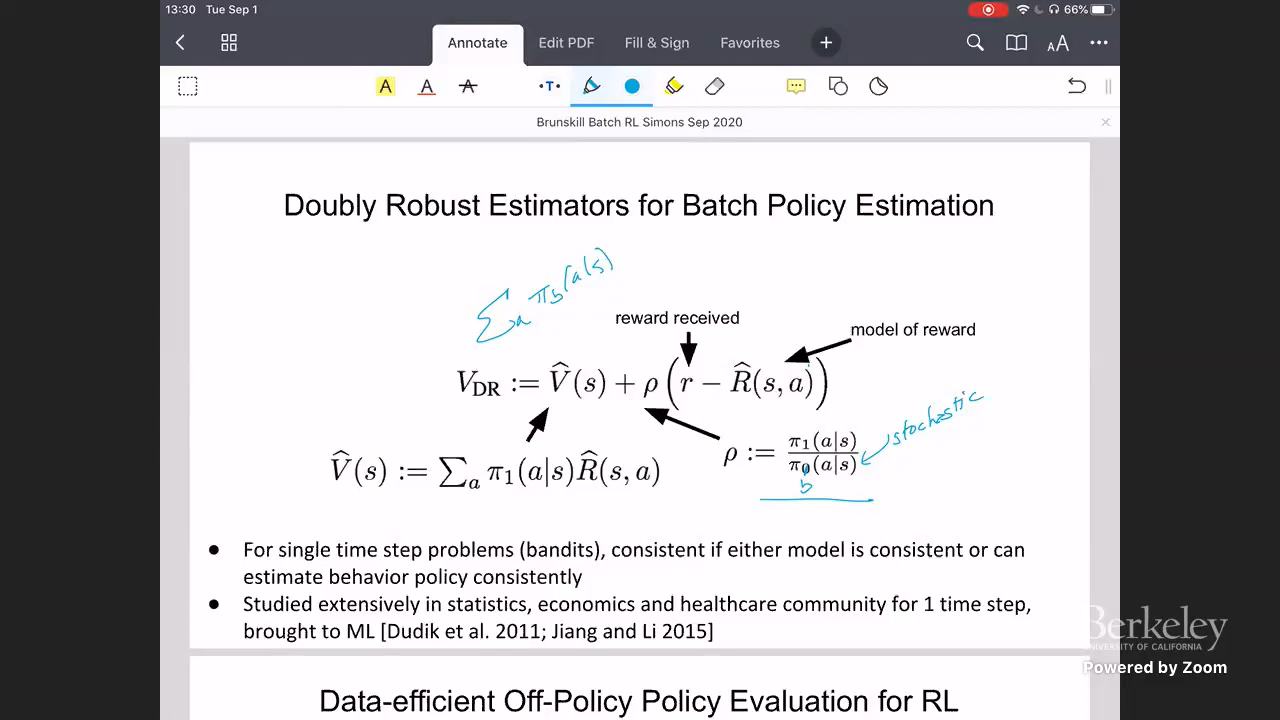 13:30 Tue Sep 1 66%
Annotate Edit PDF Fill & Sign Favorites
A A A T AA
Brunskill Batch RL Simons Sep 2020
Doubly Robust Estimators for Batch Policy Estimation
∑a πb(a|s)
reward received
model of reward
V_DR := V̂(s) + ρ(r − R̂(s, a))
stochastic
ρ := π₁(a|s) / π₀(a|s)
b
V̂(s) := ∑_a π₁(a|s)R̂(s, a)
● For single time step problems (bandits), consistent if either model is consistent or can
estimate behavior policy consistently
● Studied extensively in statistics, economics and healthcare community for 1 time step,
brought to ML [Dudik et al. 2011; Jiang and Li 2015]
Berkeley
UNIVERSITY OF CALIFORNIA
Powered by Zoom
Data-efficient Off-Policy Policy Evaluation for RL